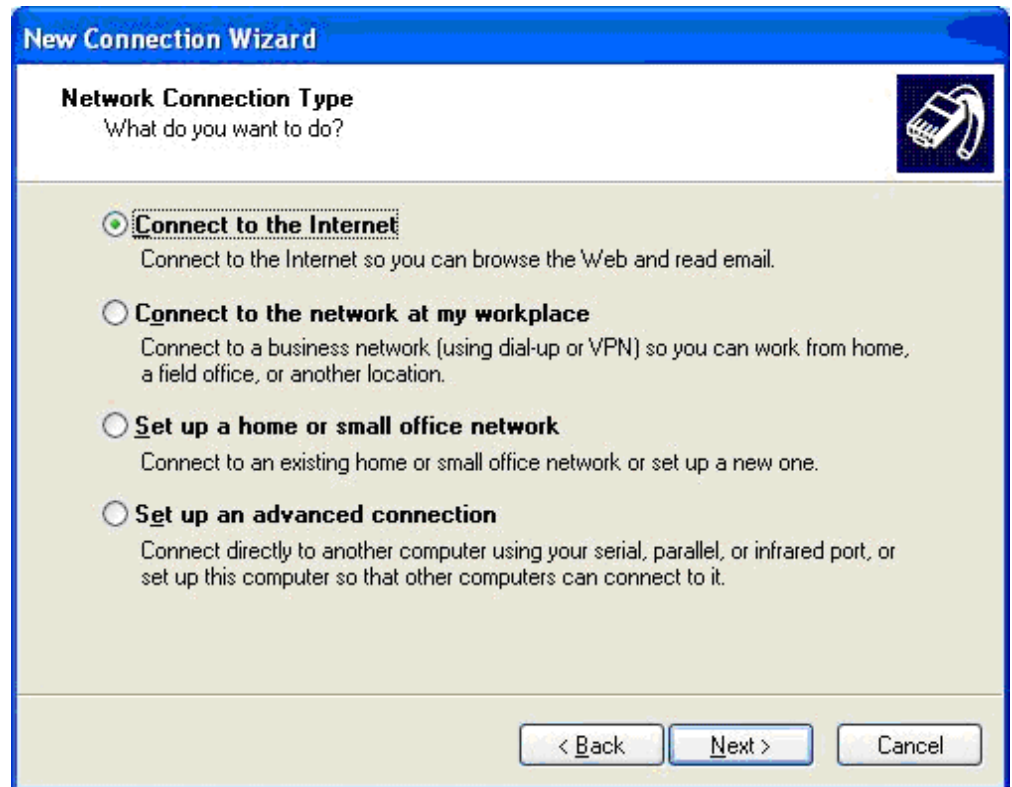 New Connection Wizard
Network Connection Type
What do you want to do?
Connect to the Internet
Connect to the Internet so you can browse the Web and read email.
Connect to the network at my workplace
Connect to a business network (using dial-up or VPN) so you can work from home,
a field office, or another location.
Set up a home or small office network
Connect to an existing home or small office network or set up a new one.
Set up an advanced connection
Connect directly to another computer using your serial, parallel, or infrared port, or
set up this computer so that other computers can connect to it.
< Back Next > Cancel